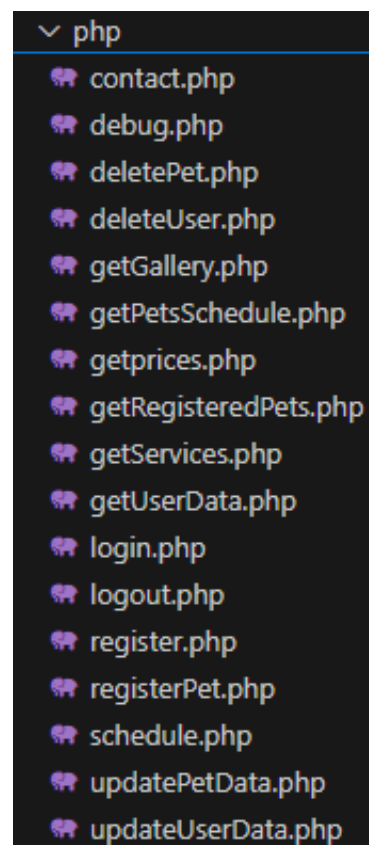 php
contact.php
debug.php
deletePet.php
deleteUser.php
getGallery.php
getPetsSchedule.php
getprices.php
getRegisteredPets.php
getServices.php
getUserData.php
login.php
logout.php
register.php
registerPet.php
schedule.php
updatePetData.php
updateUserData.php